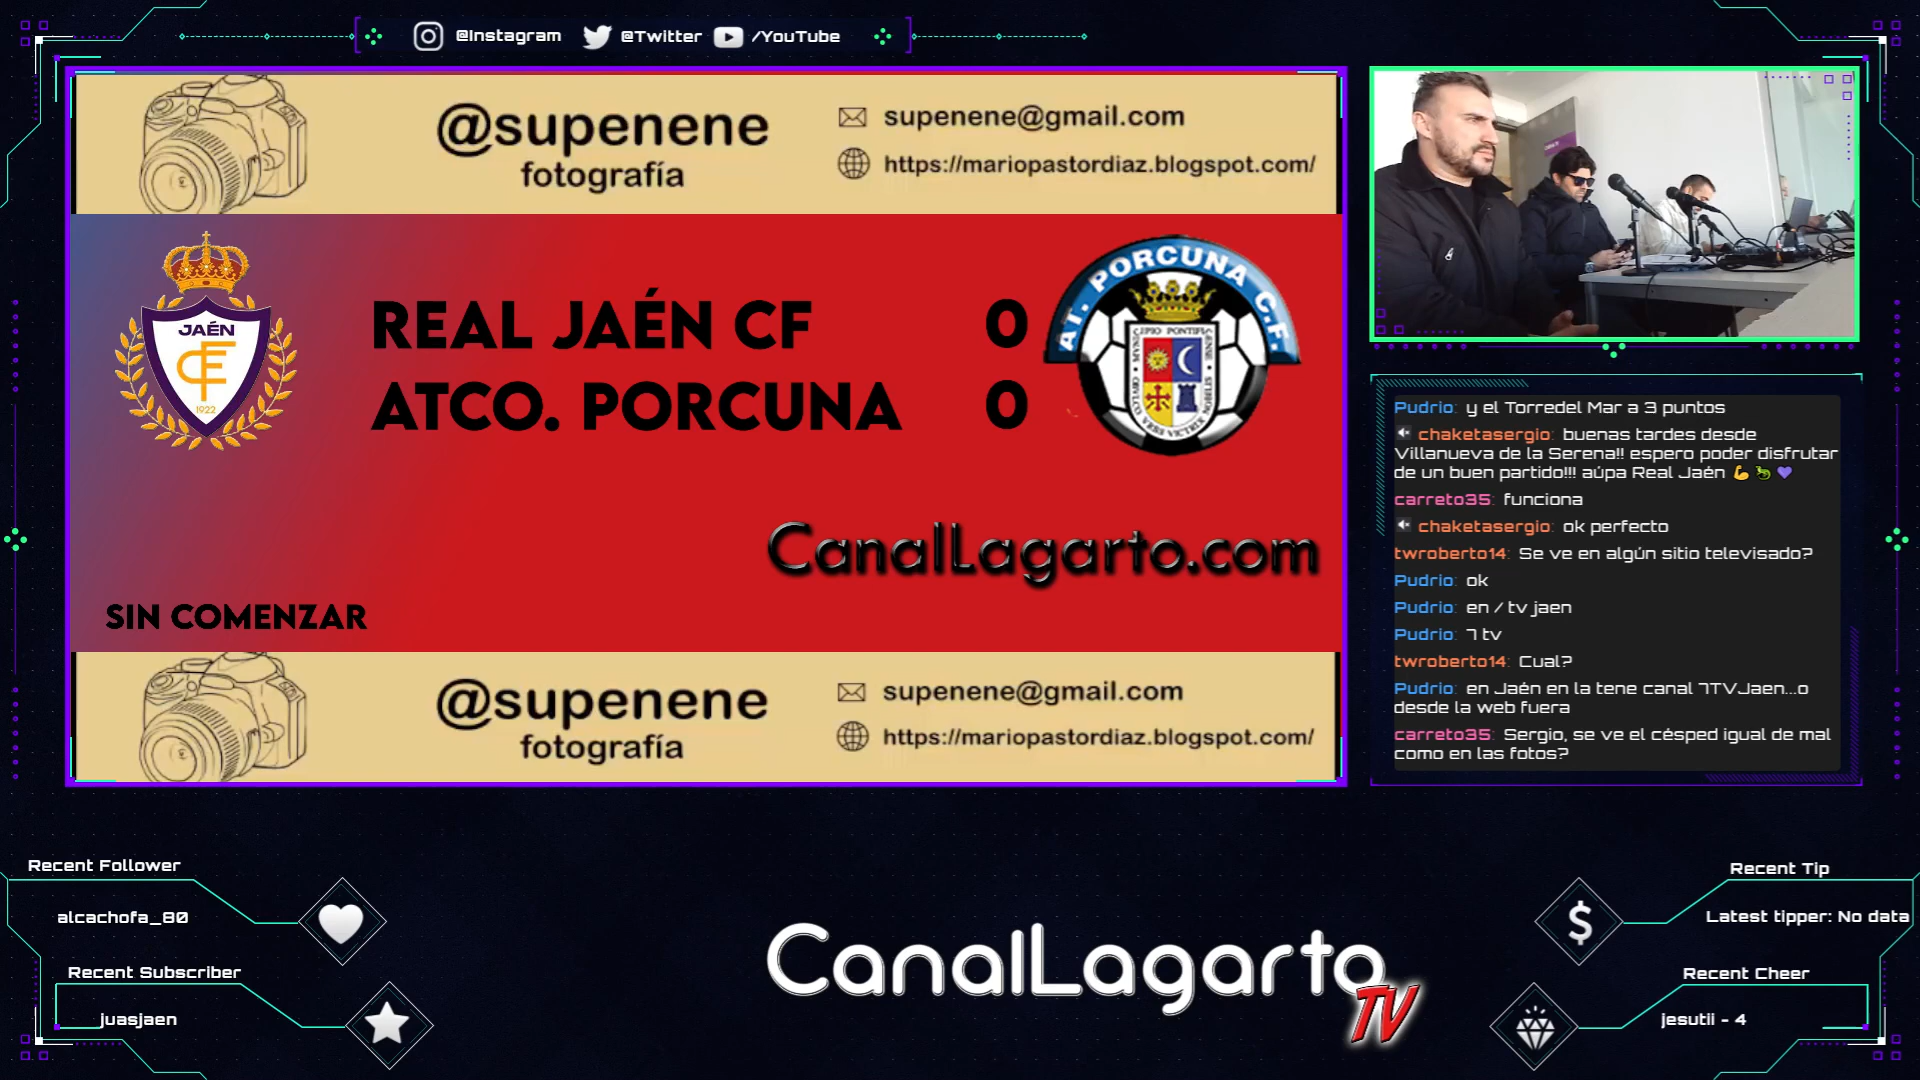 @Instagram @Twitter /YouTube
@supenene
fotografía
supenene@gmail.com
https://mariopastordiaz.blogspot.com/
JAÉN
CF
1922
REAL JAÉN CF 0
ATCO. PORCUNA 0
AT. PORCUNA C.F.
CanalLagarto.com
SIN COMENZAR
@supenene
fotografía
supenene@gmail.com
https://mariopastordiaz.blogspot.com/
Pudrio: y el Torredel Mar a 3 puntos
chaketasergio: buenas tardes desde
Villanueva de la Serena!! espero poder disfrutar
de un buen partido!!! aúpa Real Jaén 💪🐊💜
carreto35: funciona
chaketasergio: ok perfecto
twroberto14: Se ve en algún sitio televisado?
Pudrio: ok
Pudrio: en / tv jaen
Pudrio: 7 tv
twroberto14: Cual?
Pudrio: en Jaén en la tene canal 7TVJaen...o
desde la web fuera
carreto35: Sergio, se ve el césped igual de mal
como en las fotos?
Recent Follower
alcachofa_80
Recent Subscriber
juasjaen
CanalLagarto
TV
Recent Tip
Latest tipper: No data
Recent Cheer
jesutii - 4